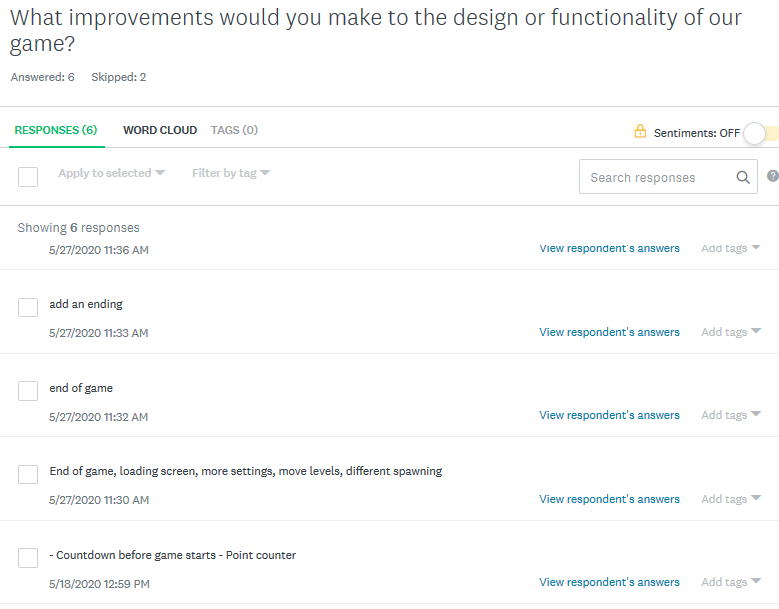 What improvements would you make to the design or functionality of our
game?
Answered: 6 Skipped: 2
RESPONSES (6) WORD CLOUD TAGS (0) Sentiments: OFF
Apply to selected Filter by tag Search responses ?
Showing 6 responses
5/27/2020 11:36 AM View respondent's answers Add tags
add an ending
5/27/2020 11:33 AM View respondent's answers Add tags
end of game
5/27/2020 11:32 AM View respondent's answers Add tags
End of game, loading screen, more settings, move levels, different spawning
5/27/2020 11:30 AM View respondent's answers Add tags
- Countdown before game starts - Point counter
5/18/2020 12:59 PM View respondent's answers Add tags